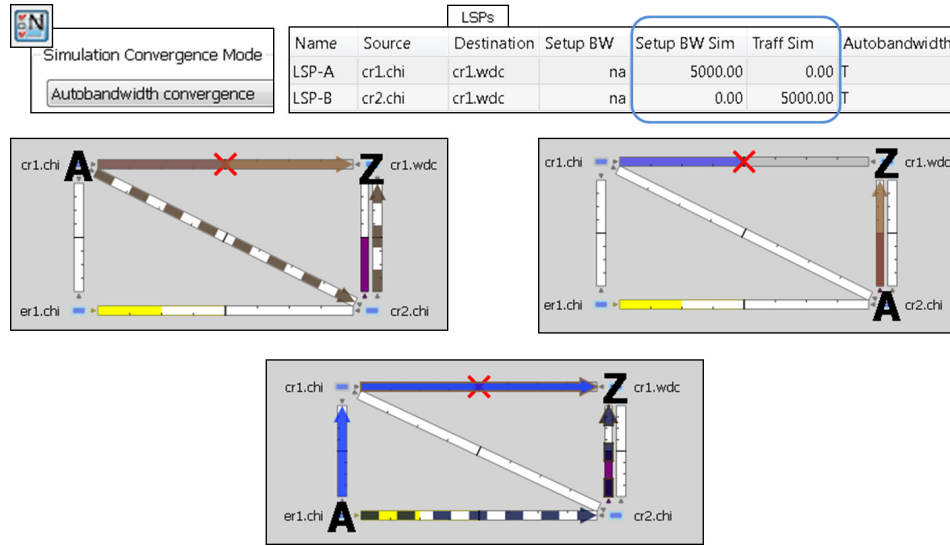 N
Simulation Convergence Mode
Autobandwidth convergence
LSPs
Name Source Destination Setup BW Setup BW Sim Traff Sim Autobandwidth
LSP-A cr1.chi cr1.wdc na 5000.00 0.00 T
LSP-B cr2.chi cr1.wdc na 0.00 5000.00 T
cr1.chi A Z cr1.wdc
er1.chi cr2.chi
cr1.chi Z cr1.wdc
er1.chi A cr2.chi
cr1.chi Z cr1.wdc
er1.chi A cr2.chi